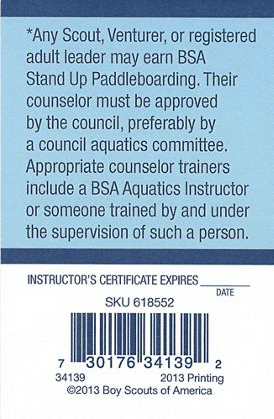 *Any Scout, Venturer, or registered
adult leader may earn BSA
Stand Up Paddleboarding. Their
counselor must be approved
by the council, preferably by
a council aquatics committee.
Appropriate counselor trainers
include a BSA Aquatics Instructor
or someone trained by and under
the supervision of such a person.
INSTRUCTOR'S CERTIFICATE EXPIRES
DATE
SKU 618552
7 30176 34139 2
34139 2013 Printing
©2013 Boy Scouts of America